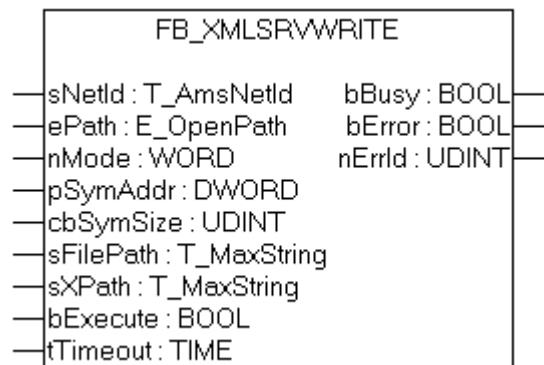 FB_XMLSRVWRITE
sNetId : T_AmsNetId bBusy : BOOL
ePath : E_OpenPath bError : BOOL
nMode : WORD nErrId : UDINT
pSymAddr : DWORD
cbSymSize : UDINT
sFilePath : T_MaxString
sXPath : T_MaxString
bExecute : BOOL
tTimeout : TIME